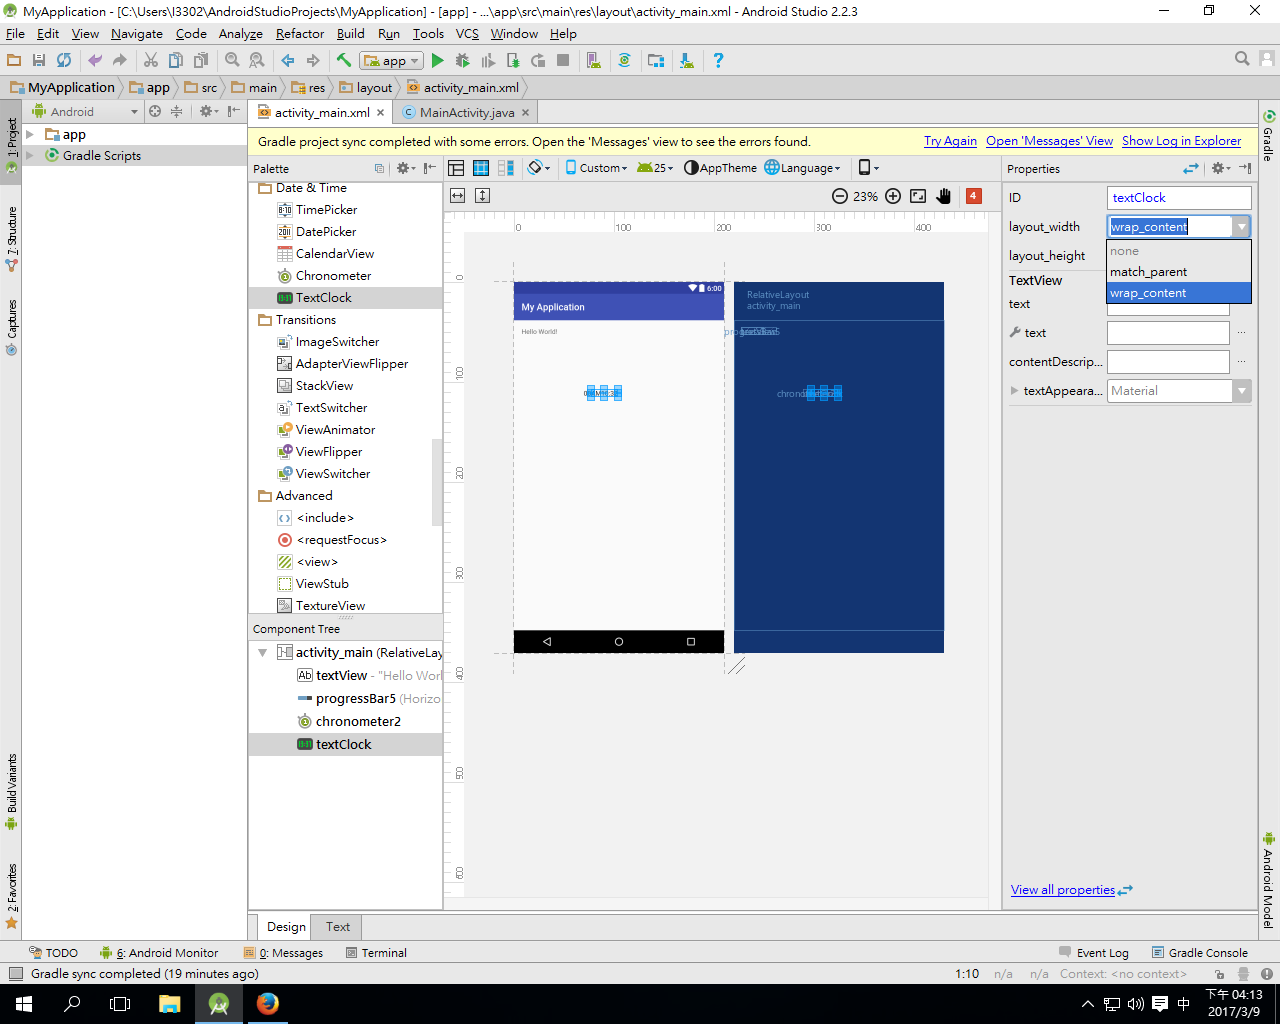 MyApplication - [C:\Users\I3302\AndroidStudioProjects\MyApplication] - [app] - ...\app\src\main\res\layout\activity_main.xml - Android Studio 2.2.3
File Edit View Navigate Code Analyze Refactor Build Run Tools VCS Window Help
app
MyApplication app src main res layout activity_main.xml
Android
activity_main.xml
MainActivity.java
app
Gradle Scripts
1: Project
7: Structure
Captures
Build Variants
2: Favorites
Gradle project sync completed with some errors. Open the 'Messages' view to see the errors found.
Try Again Open 'Messages' View Show Log in Explorer
Palette
Date & Time
TimePicker
DatePicker
CalendarView
Chronometer
TextClock
Transitions
ImageSwitcher
AdapterViewFlipper
StackView
TextSwitcher
ViewAnimator
ViewFlipper
ViewSwitcher
Advanced
<include>
<requestFocus>
<view>
ViewStub
TextureView
Component Tree
activity_main (RelativeLay
textView - "Hello Worl
progressBar5 (Horizo
chronometer2
textClock
Custom 25 AppTheme Language
23%
4
0 100 200 300 400
0
100
200
300
400
500
600
6:00
My Application
Hello World!
RelativeLayout
activity_main
Properties
ID textClock
layout_width wrap_content
layout_height
none
match_parent
wrap_content
TextView
text
text
contentDescrip...
textAppeara... Material
View all properties
Gradle
Android Model
Design Text
TODO 6: Android Monitor 0: Messages Terminal
Event Log Gradle Console
Gradle sync completed (19 minutes ago)
1:10 n/a n/a Context: <no context>
中
下午 04:13
2017/3/9